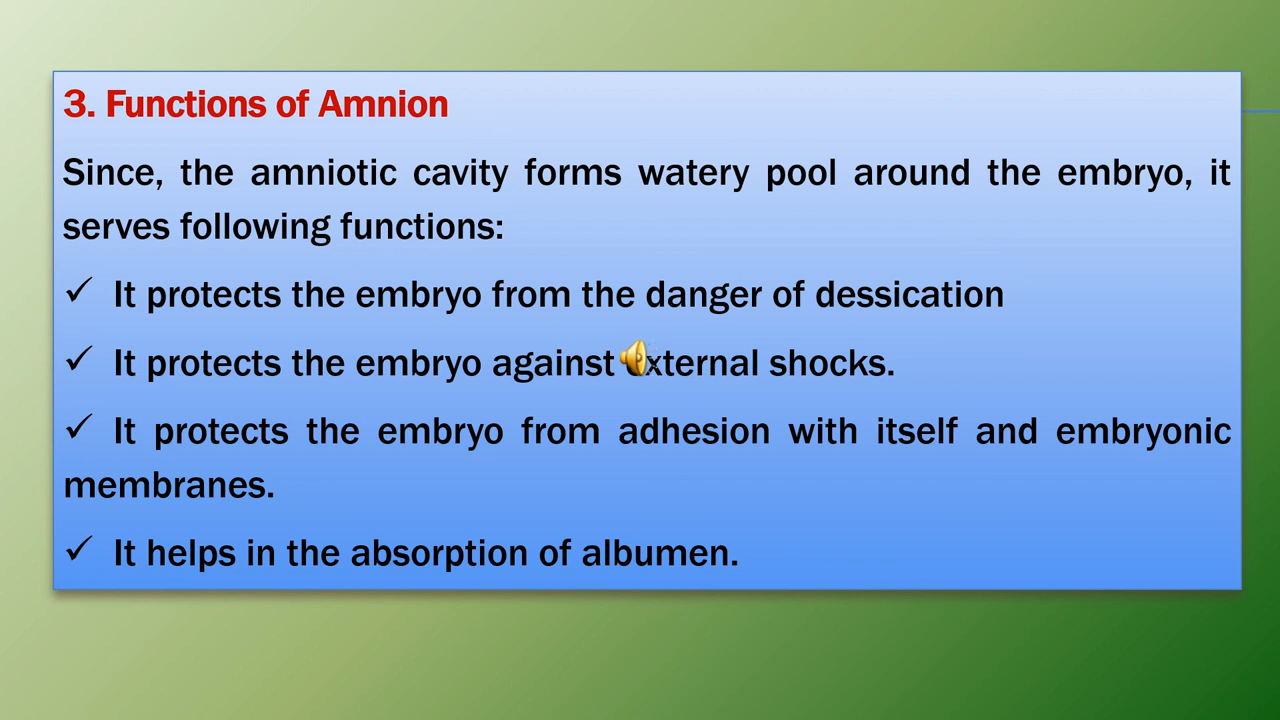 3. Functions of Amnion
Since, the amniotic cavity forms watery pool around the embryo, it
serves following functions:
✓ It protects the embryo from the danger of dessication
✓ It protects the embryo against external shocks.
✓ It protects the embryo from adhesion with itself and embryonic
membranes.
✓ It helps in the absorption of albumen.